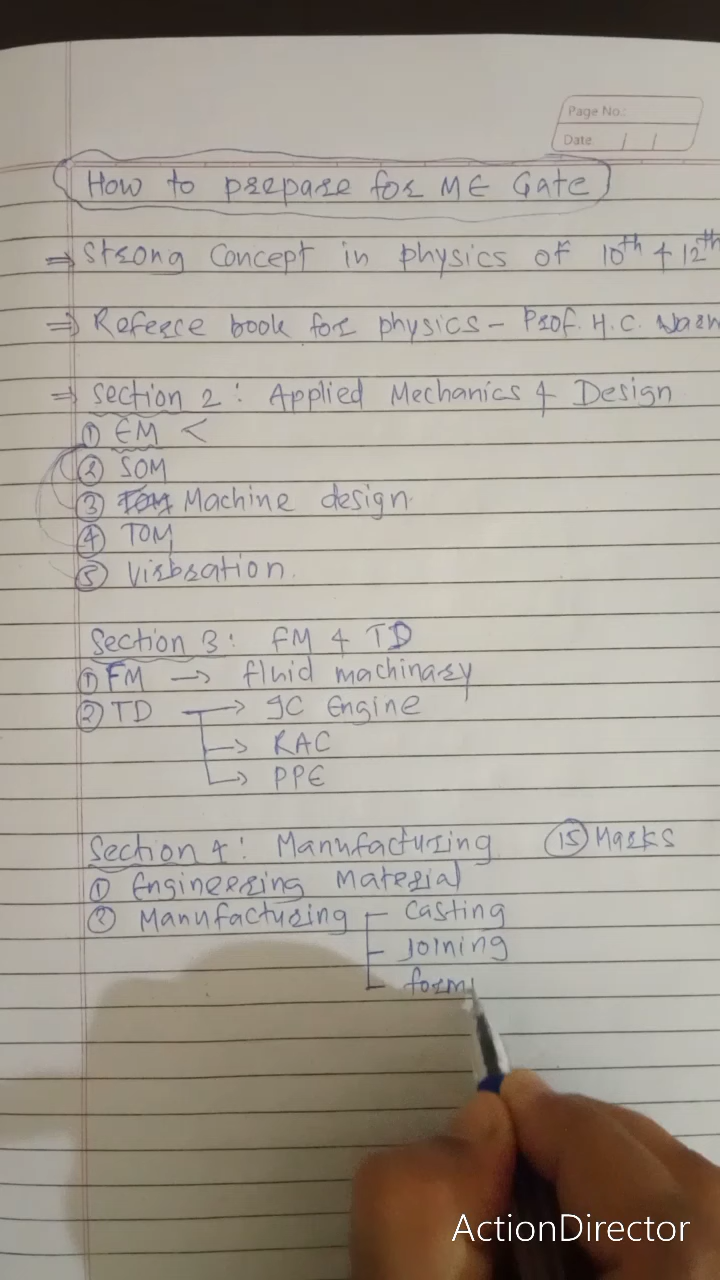 Page No.:
Date / /
How to prepare for ME Gate
⇒ Strong Concept in physics of 10th & 12th
⇒ Referece book for physics - Prof. H.C.
⇒ Section 2: Applied Mechanics & Design
① EM <
② SOM
③ Machine design
④ TOM
⑤ Virbration.
Section 3: FM & TD
① FM → fluid machinary
② TD → IC Engine
→ RAC
→ PPE
Section 4: Manufacturing (15) Marks
① Engineering Material
② Manufacturing - Casting
- Joining
- form
ActionDirector